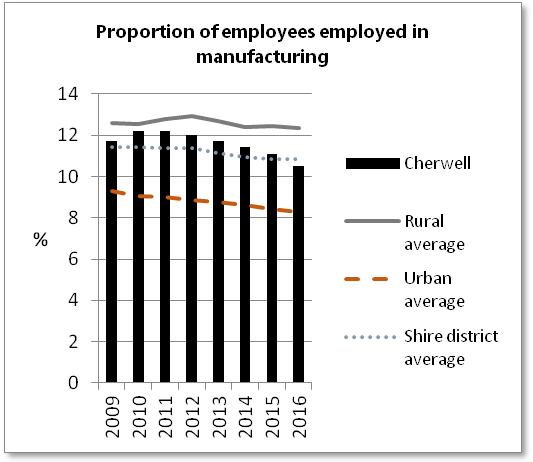 Proportion of employees employed in
manufacturing
14
12
10
8
6
4
2
0
%
2009
2010
2011
2012
2013
2014
2015
2016
Cherwell
Rural
average
Urban
average
Shire district
average